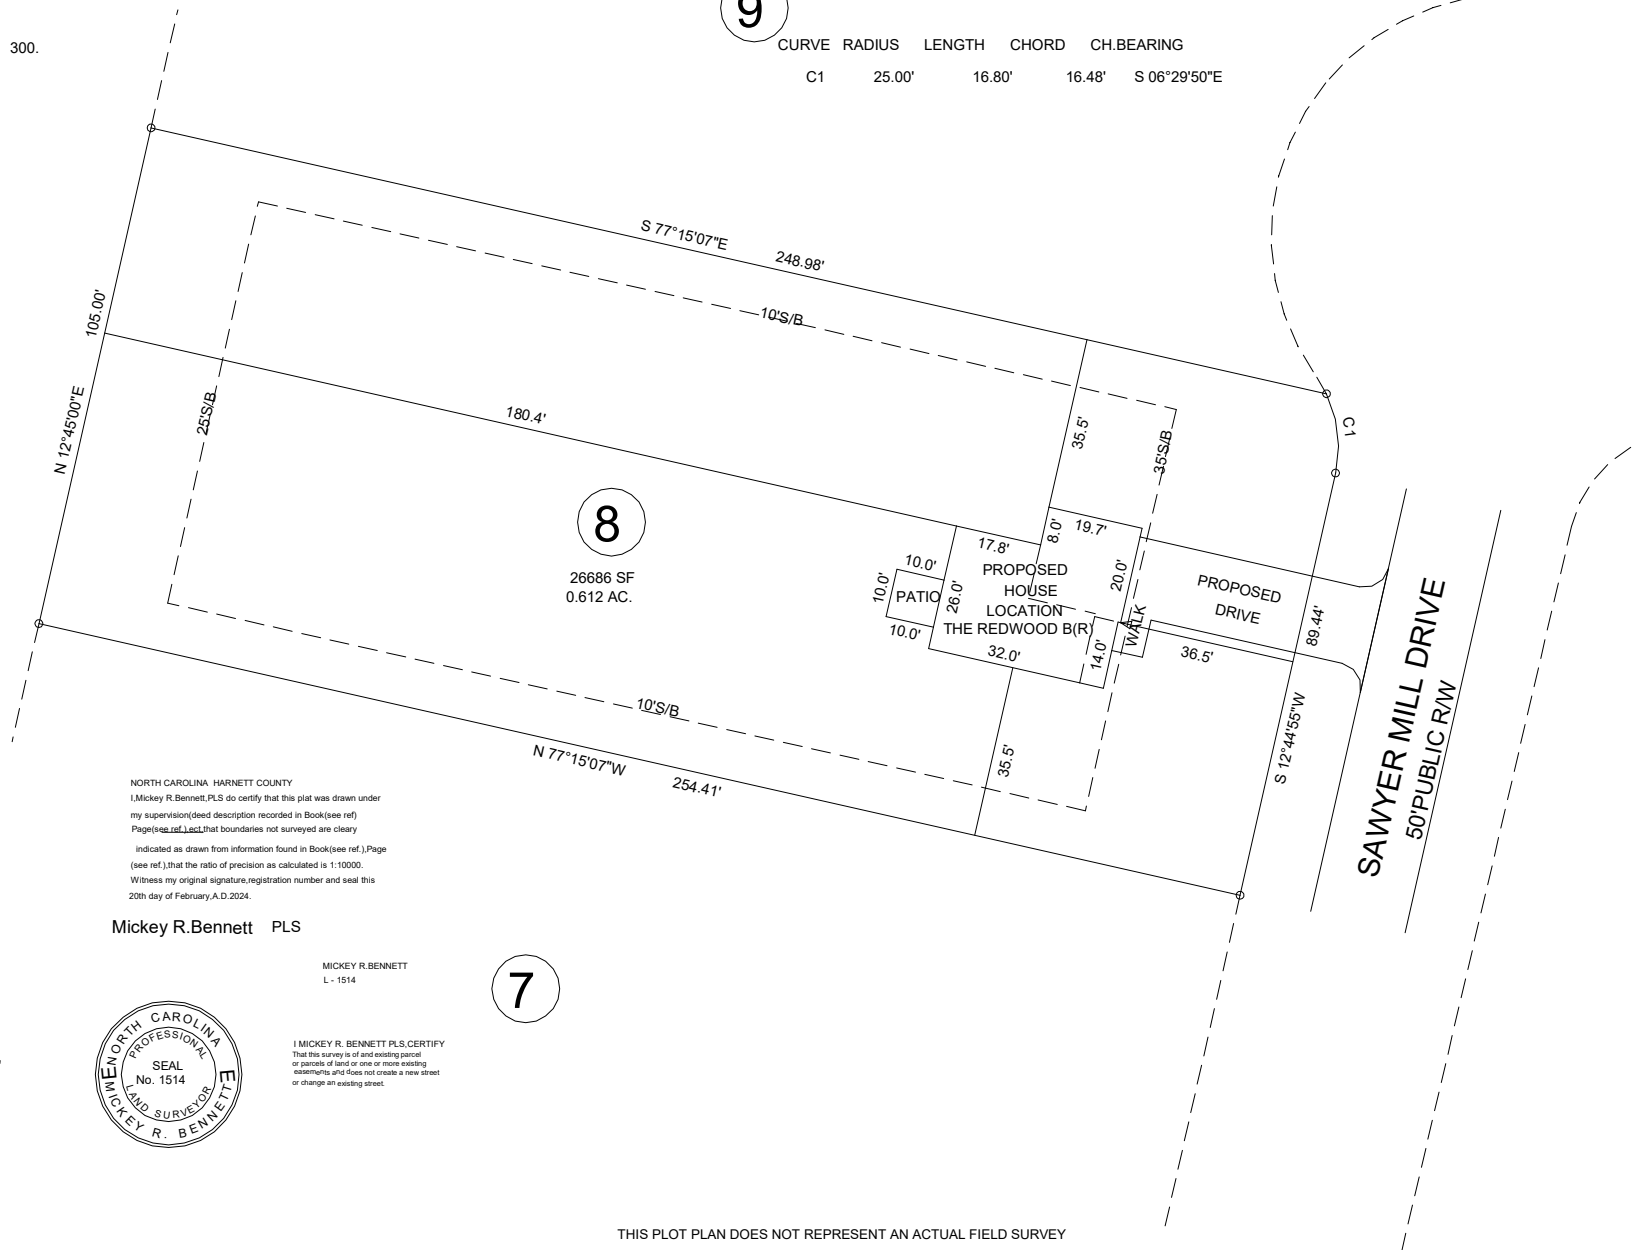 9
300.
CURVE RADIUS LENGTH CHORD CH.BEARING
C1 25.00' 16.80' 16.48' S 06°29'50"E
S 77°15'07"E
248.98'
10'S/B
105.00'
N 12°45'00"E
25'S/B
180.4'
35.5'
35'S/B
C1
8
26686 SF
0.612 AC.
8.0'
19.7'
17.8'
20.0'
10.0'
10.0'
PATIO
10.0'
26.0'
PROPOSED
HOUSE
LOCATION
THE REDWOOD B(R)
32.0'
14.0'
WALK
PROPOSED
DRIVE
36.5'
89.44'
S 12°44'55"W
SAWYER MILL DRIVE
50'PUBLIC R/W
10'S/B
35.5'
N 77°15'07"W
254.41'
NORTH CAROLINA HARNETT COUNTY
I,Mickey R.Bennett,PLS do certify that this plat was drawn under
my supervision(deed description recorded in Book(see ref)
Page(see ref.),ect,that boundaries not surveyed are cleary
indicated as drawn from information found in Book(see ref.),Page
(see ref.),that the ratio of precision as calculated is 1:10000.
Witness my original signature,registration number and seal this
20th day of February,A.D.2024.
Mickey R.Bennett PLS
MICKEY R.BENNETT
L - 1514
7
NORTH CAROLINA
PROFESSIONAL
SEAL
No. 1514
LAND SURVEYOR
MICKEY R. BENNETT
E
E
I MICKEY R. BENNETT PLS,CERTIFY
That this survey is of and existing parcel
or parcels of land or one or more existing
easements and does not create a new street
or change an existing street.
THIS PLOT PLAN DOES NOT REPRESENT AN ACTUAL FIELD SURVEY